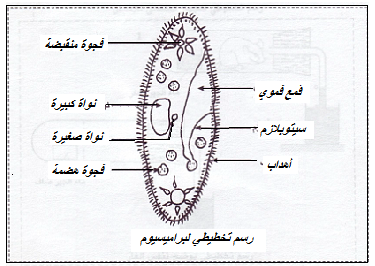 فجوة منقبضة
قمع فموي
نواة كبيرة
سيتوبلازم
نواة صغيرة
أهداب
فجوة هضمة
رسم تخطيطي لبراميسيوم